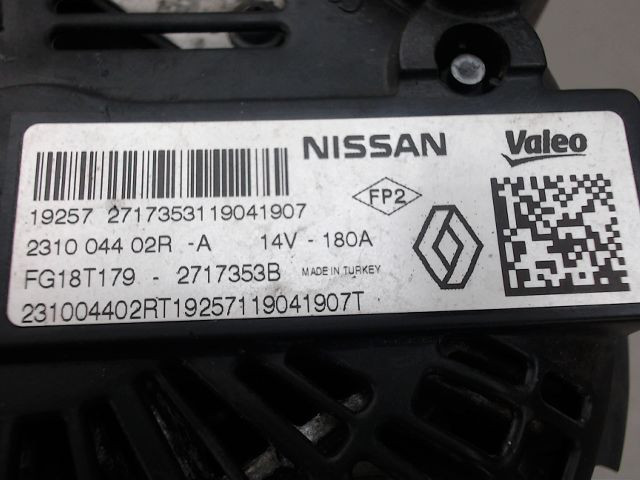 NISSAN Valeo
19257 2717353119041907
FP2
2310 044 02R -A 14V - 180A
FG18T179 - 2717353B MADE IN TURKEY
231004402RT19257119041907T